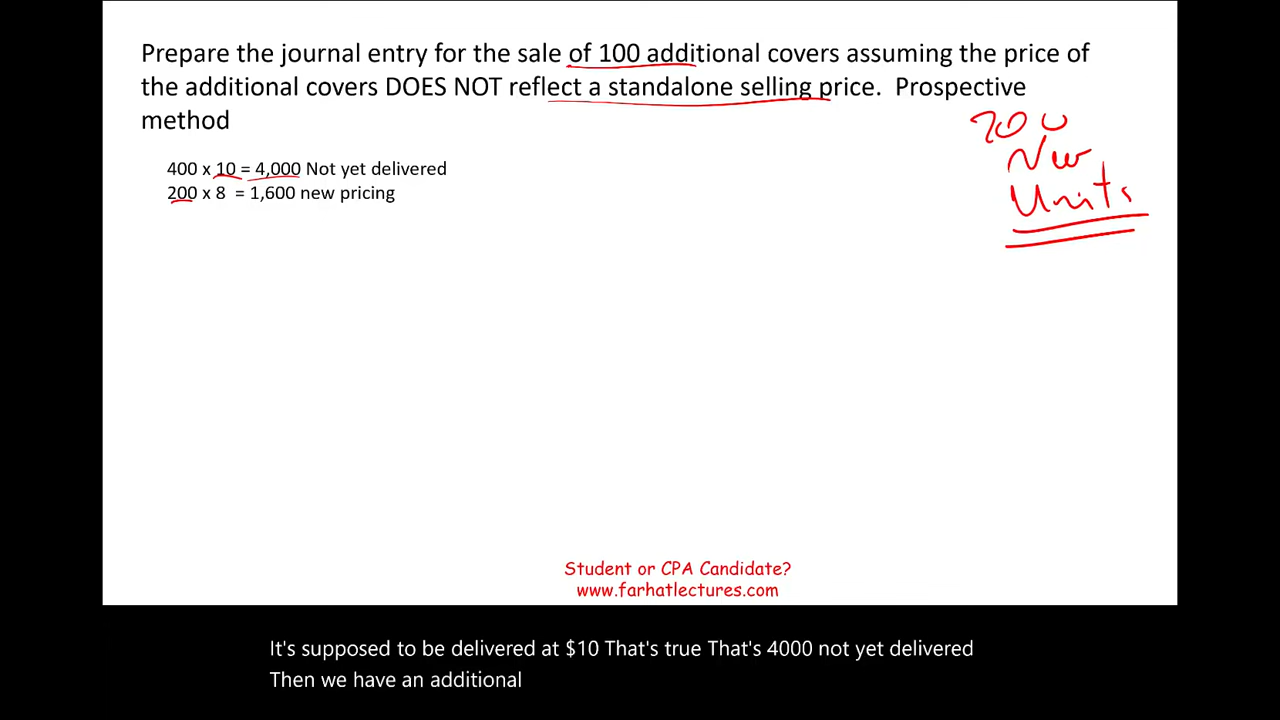 Prepare the journal entry for the sale of 100 additional covers assuming the price of
the additional covers DOES NOT reflect a standalone selling price. Prospective
method
200
New
Units
400 x 10 = 4,000 Not yet delivered
200 x 8 = 1,600 new pricing
Student or CPA Candidate?
www.farhatlectures.com
It's supposed to be delivered at $10 That's true That's 4000 not yet delivered
Then we have an additional